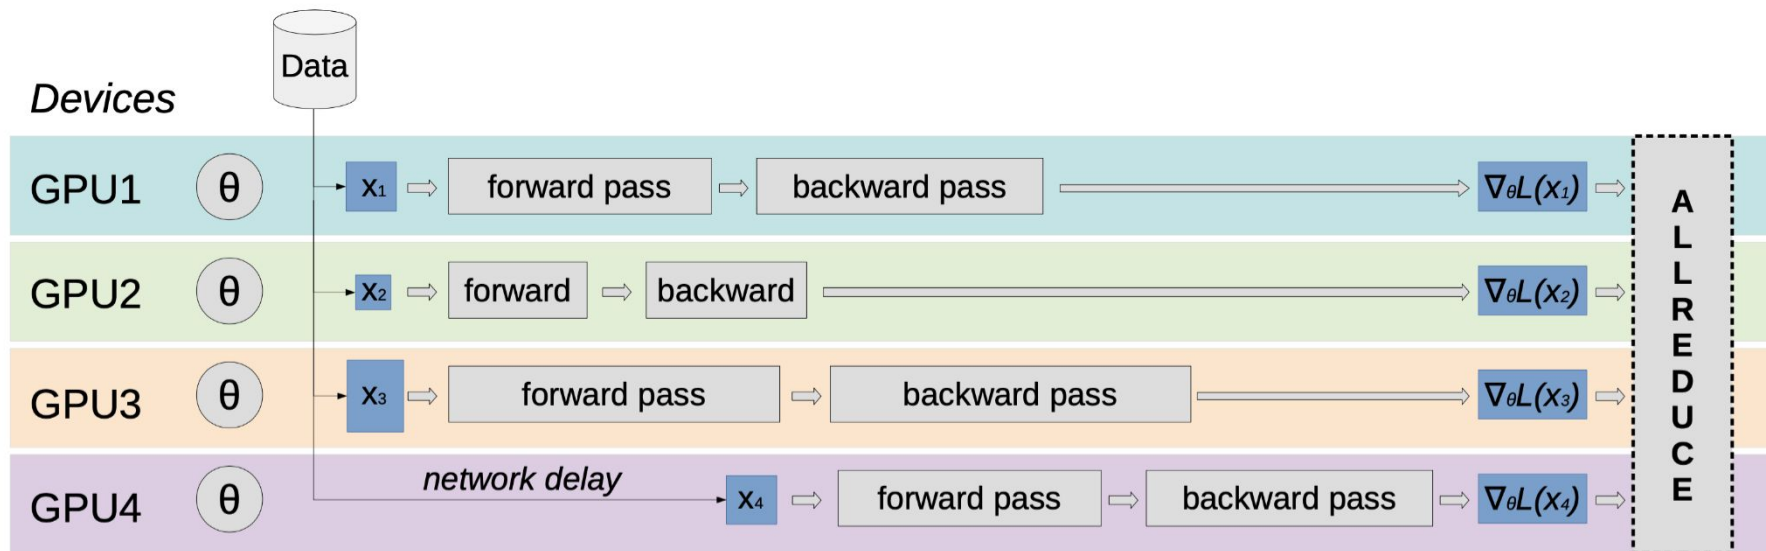 Data
Devices
GPU1 θ x₁ forward pass backward pass ∇θL(x₁)
GPU2 θ x₂ forward backward ∇θL(x₂)
GPU3 θ x₃ forward pass backward pass ∇θL(x₃)
network delay
GPU4 θ x₄ forward pass backward pass ∇θL(x₄)
ALLREDUCE